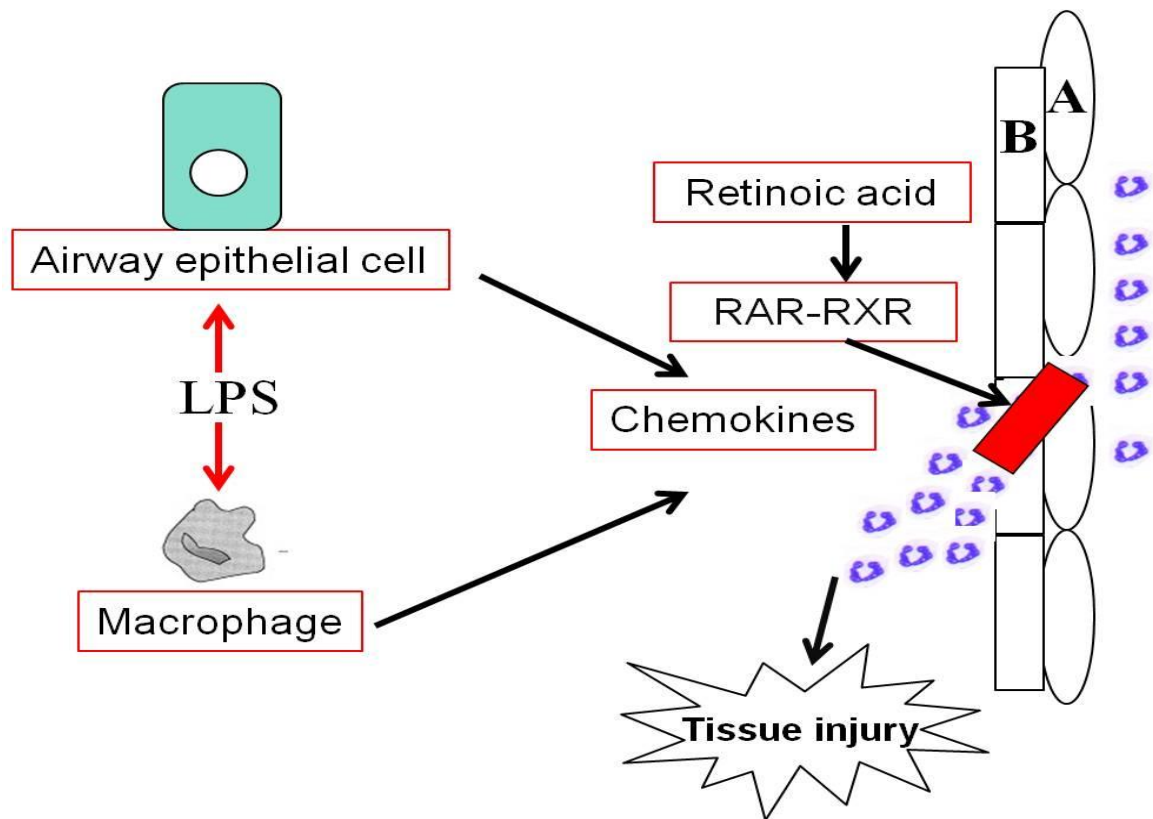 A
B
Retinoic acid
Airway epithelial cell
RAR-RXR
LPS
Chemokines
Macrophage
Tissue injury